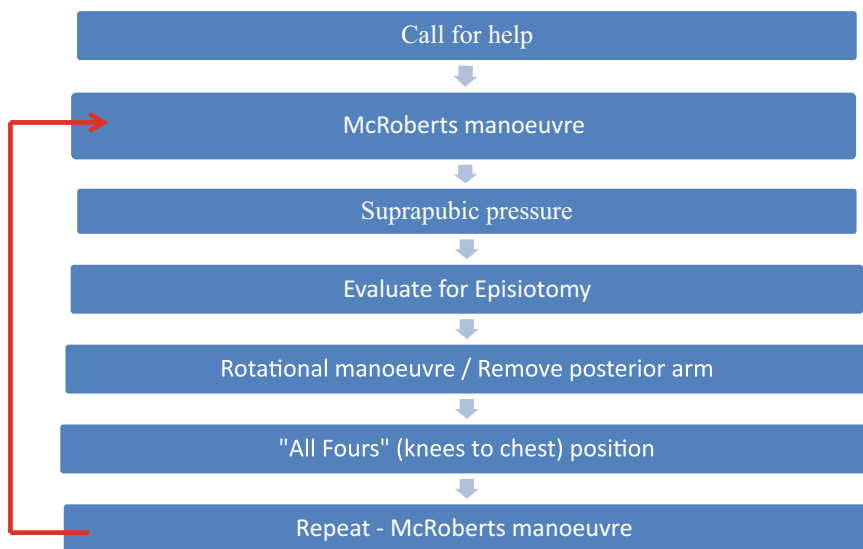 Call for help
McRoberts manoeuvre
Suprapubic pressure
Evaluate for Episiotomy
Rotational manoeuvre / Remove posterior arm
"All Fours" (knees to chest) position
Repeat - McRoberts manoeuvre